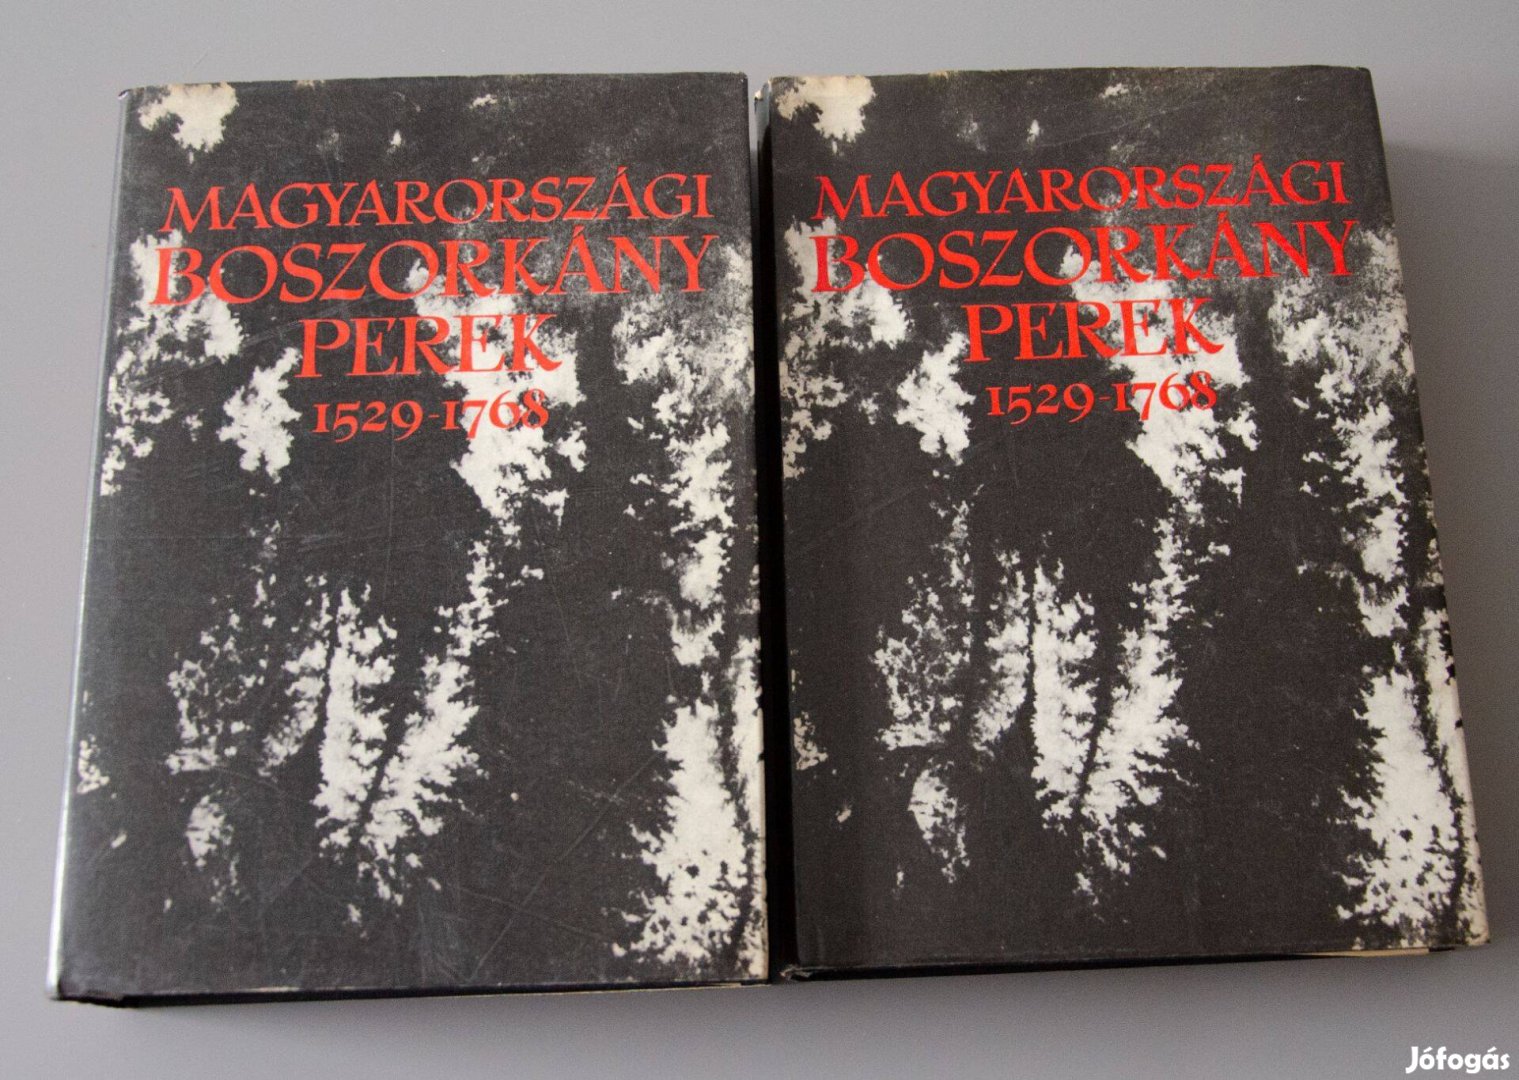 MAGYARORSZÁGI
BOSZORKÁNY
PEREK
1529-1768
MAGYARORSZÁGI
BOSZORKÁNY
PEREK
1529-1768
Jófogás